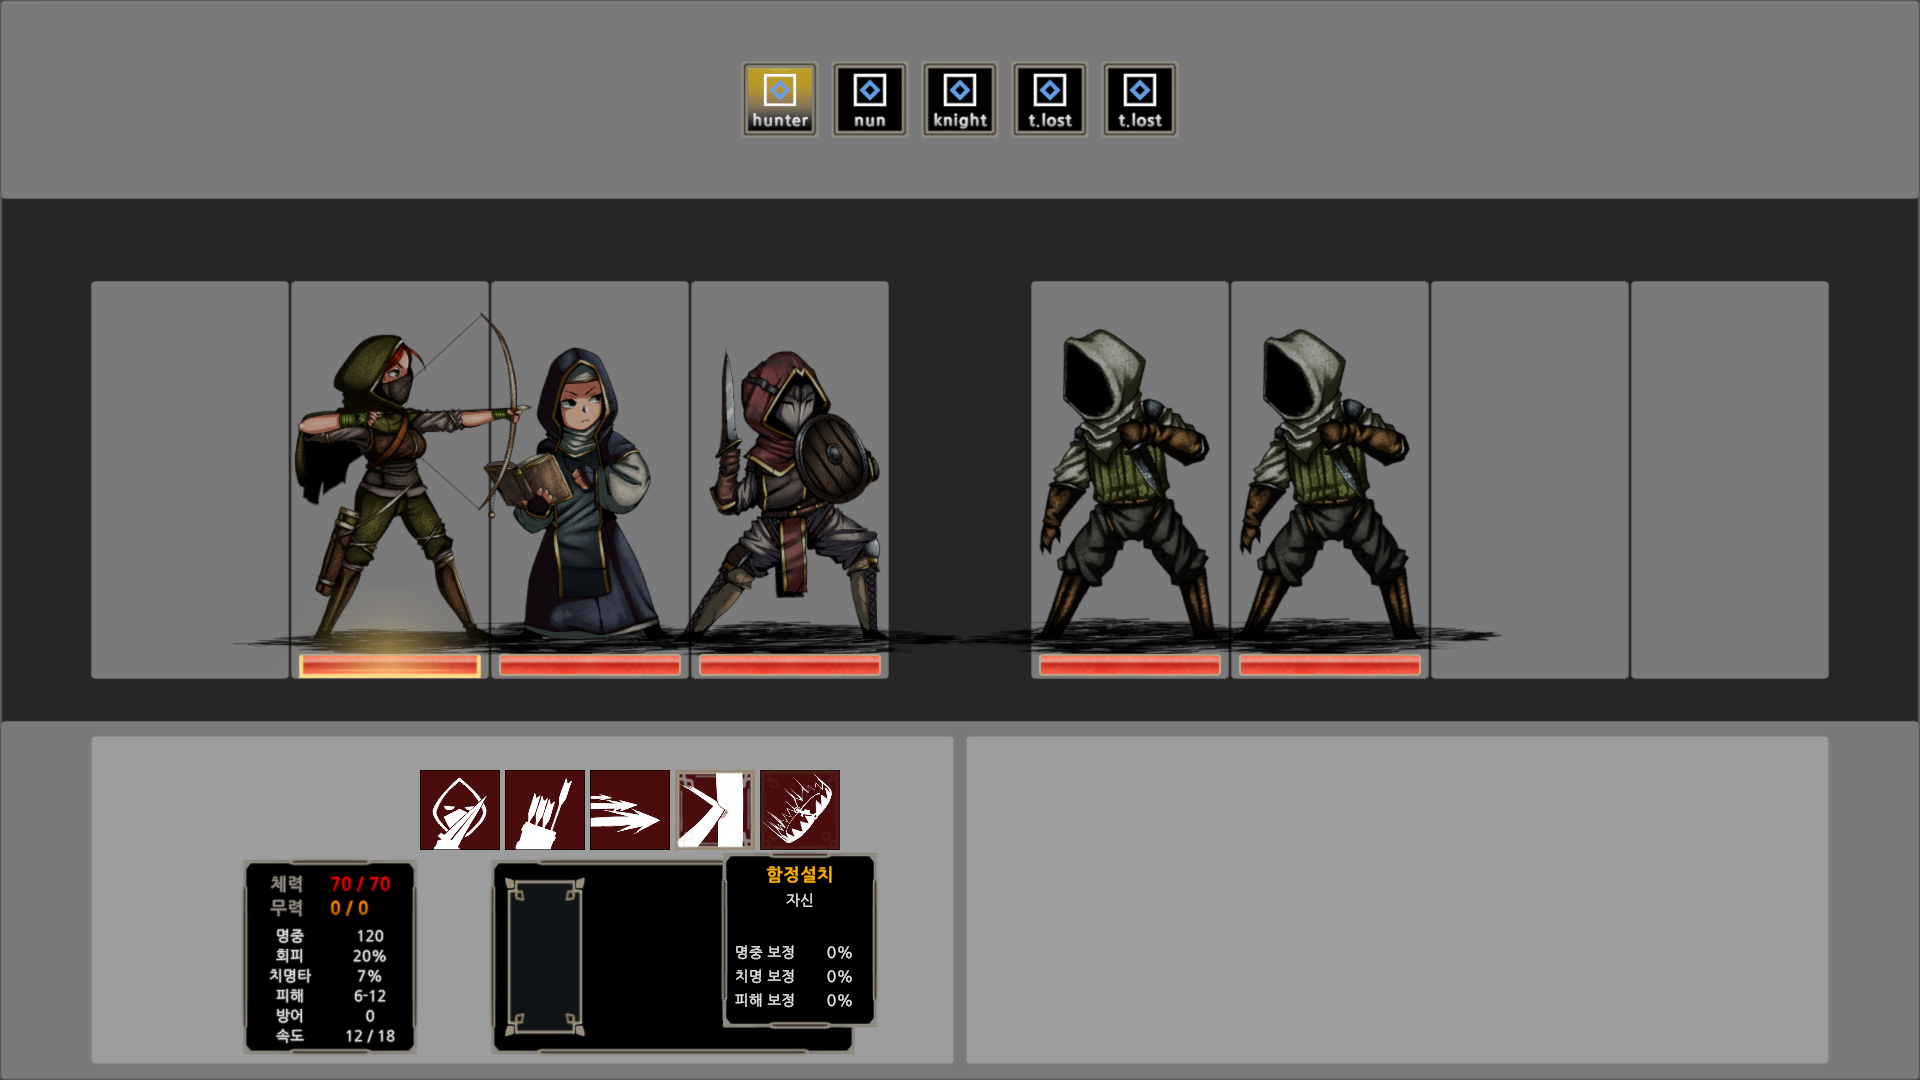 hunter
nun
knight
t.lost
t.lost
체력 70 / 70
무력 0 / 0
명중 120
회피 20%
치명타 7%
피해 6-12
방어 0
속도 12 / 18
함정설치
자신
명중 보정 0%
치명 보정 0%
피해 보정 0%